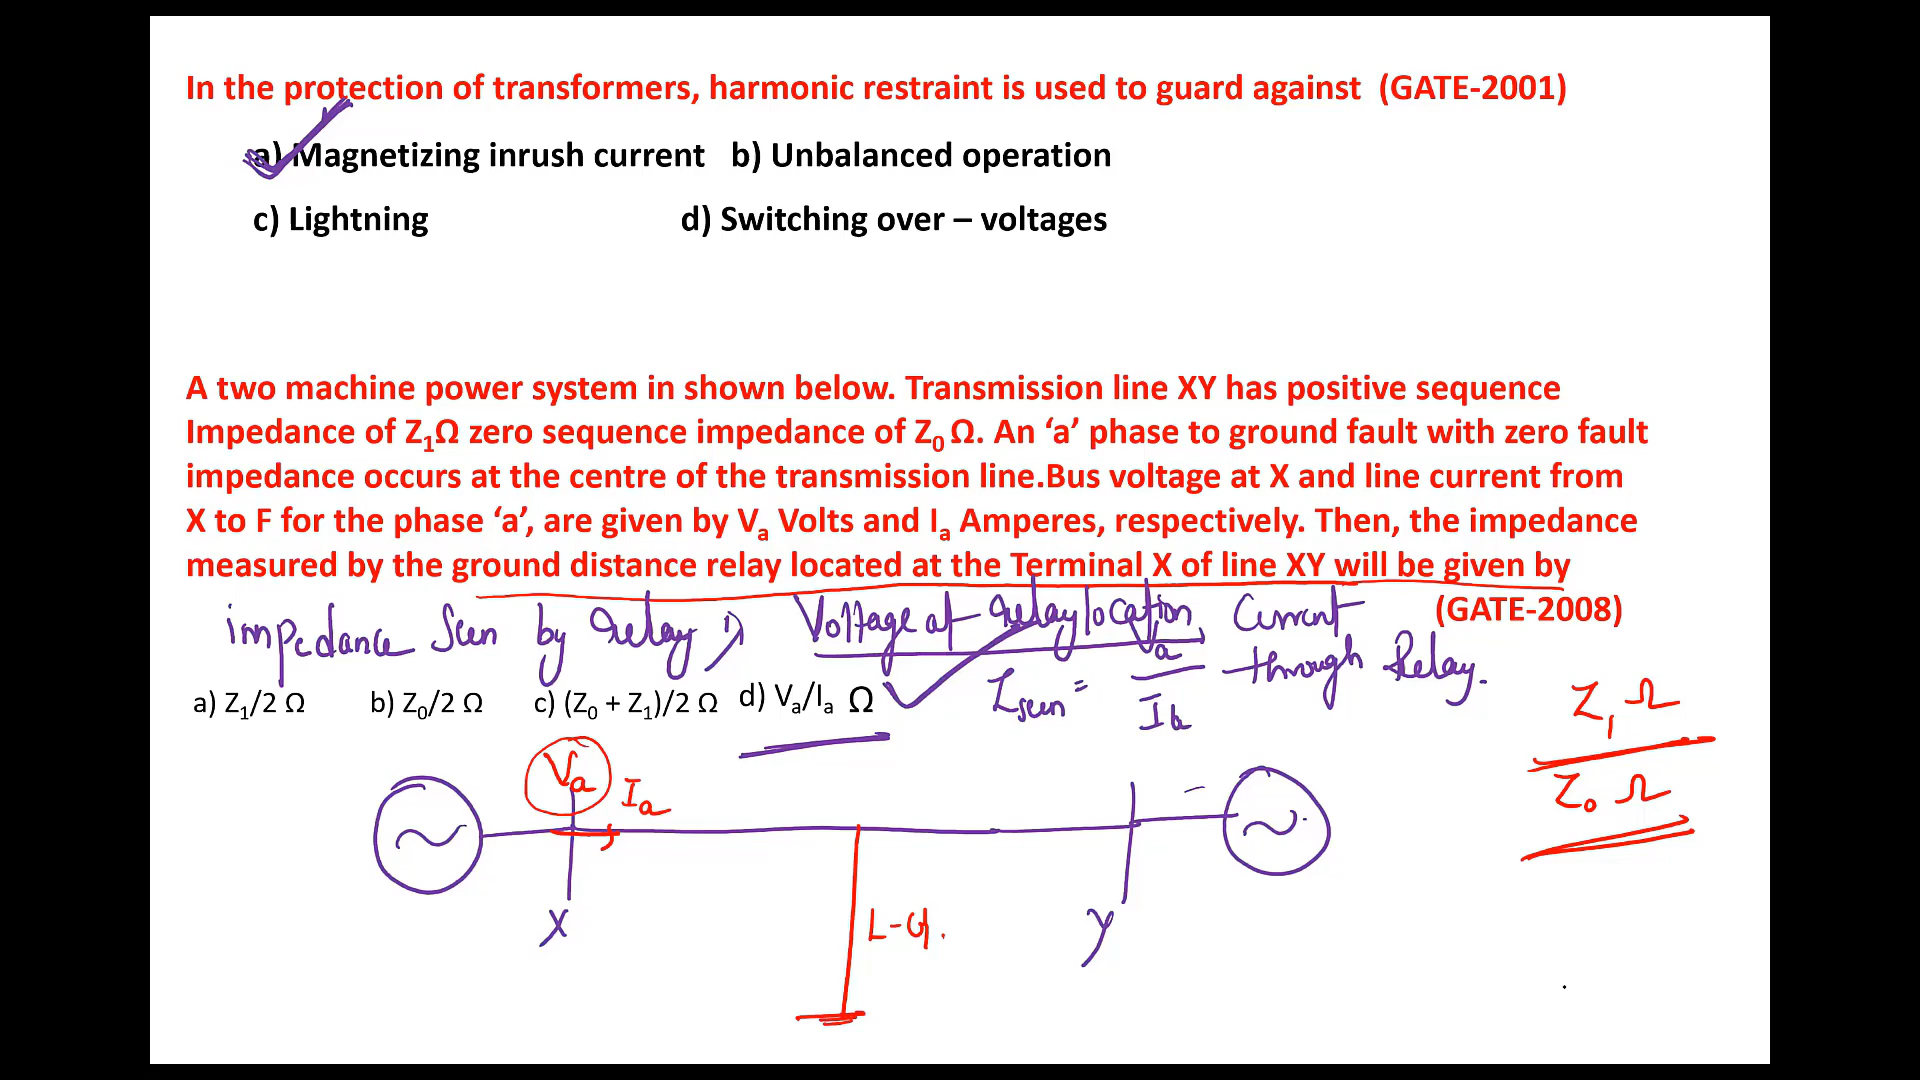 In the protection of transformers, harmonic restraint is used to guard against (GATE-2001)
a) Magnetizing inrush current b) Unbalanced operation
c) Lightning d) Switching over – voltages
A two machine power system in shown below. Transmission line XY has positive sequence
Impedance of Z₁Ω zero sequence impedance of Z₀ Ω. An ‘a’ phase to ground fault with zero fault
impedance occurs at the centre of the transmission line.Bus voltage at X and line current from
X to F for the phase ‘a’, are given by Vₐ Volts and Iₐ Amperes, respectively. Then, the impedance
measured by the ground distance relay located at the Terminal X of line XY will be given by
(GATE-2008)
impedance seen by relay Voltage at relay location Current
through Relay.
Zseen = Va/Ia
a) Z₁/2 Ω b) Z₀/2 Ω c) (Z₀ + Z₁)/2 Ω d) Vₐ/Iₐ Ω
Z₁ Ω
Z₀ Ω
Va Ia
X L-G. Y